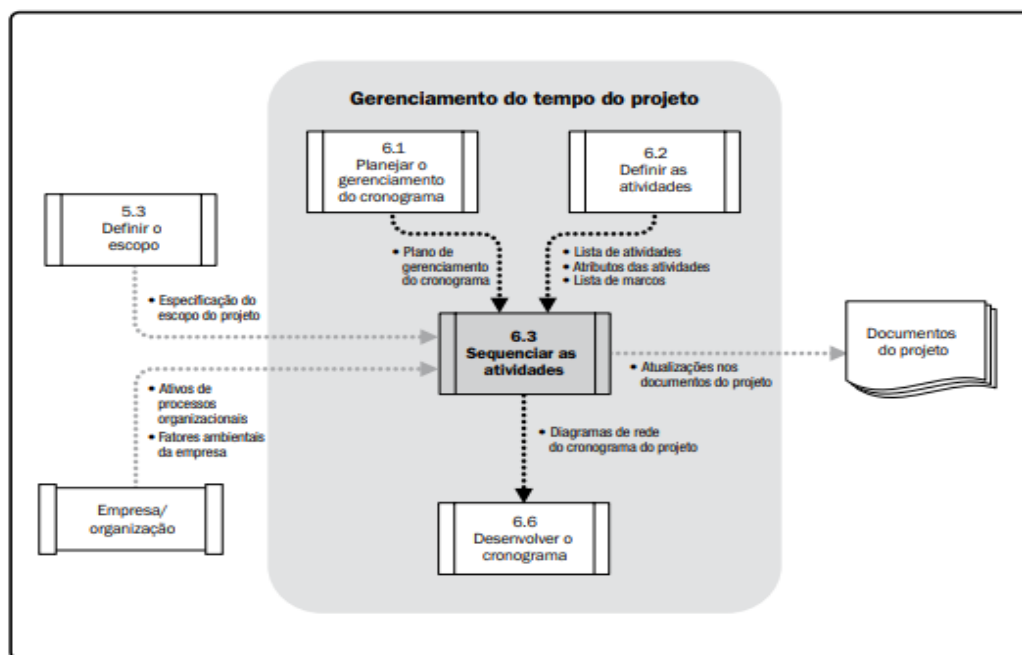 Gerenciamento do tempo do projeto
6.1
Planejar o
gerenciamento
do cronograma
6.2
Definir as
atividades
5.3
Definir o
escopo
• Plano de
gerenciamento
do cronograma
• Lista de atividades
• Atributos das atividades
• Lista de marcos
• Especificação do
escopo do projeto
6.3
Sequenciar as
atividades
Documentos
do projeto
• Atualizações nos
documentos do projeto
• Ativos de
processos
organizacionais
• Fatores ambientais
da empresa
• Diagramas de rede
do cronograma do projeto
Empresa/
organização
6.6
Desenvolver o
cronograma